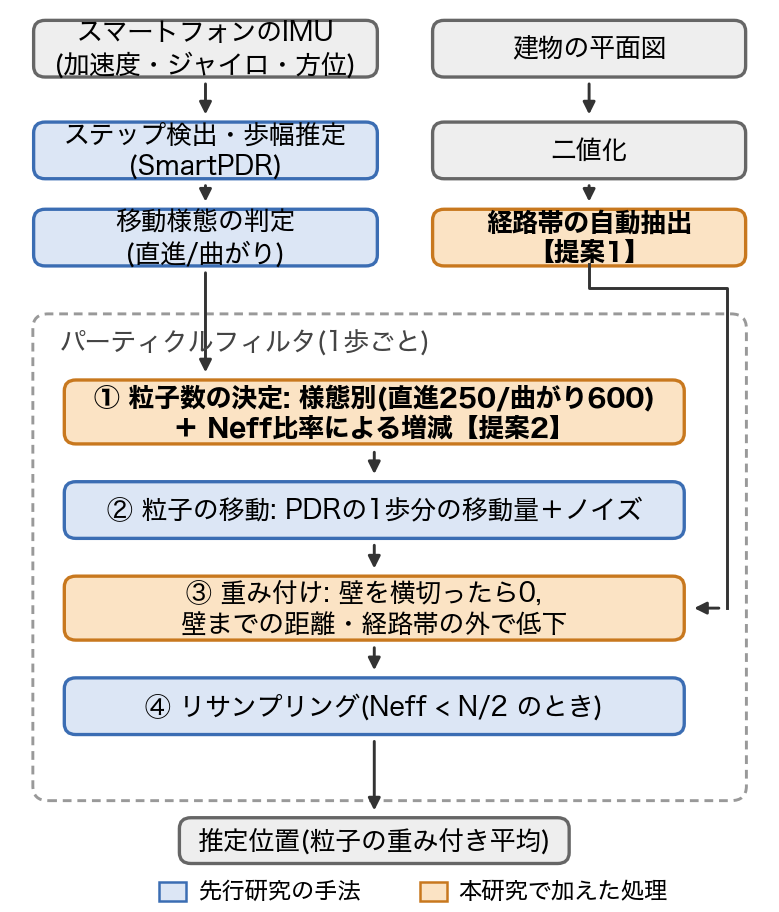 スマートフォンのIMU
(加速度・ジャイロ・方位)
建物の平面図
ステップ検出・歩幅推定
(SmartPDR)
二値化
移動様態の判定
(直進/曲がり)
経路帯の自動抽出
【提案1】
パーティクルフィルタ(1歩ごと)
① 粒子数の決定: 様態別(直進250/曲がり600)
＋ Neff比率による増減【提案2】
② 粒子の移動: PDRの1歩分の移動量＋ノイズ
③ 重み付け: 壁を横切ったら0,
壁までの距離・経路帯の外で低下
④ リサンプリング(Neff < N/2 のとき)
推定位置(粒子の重み付き平均)
先行研究の手法
本研究で加えた処理